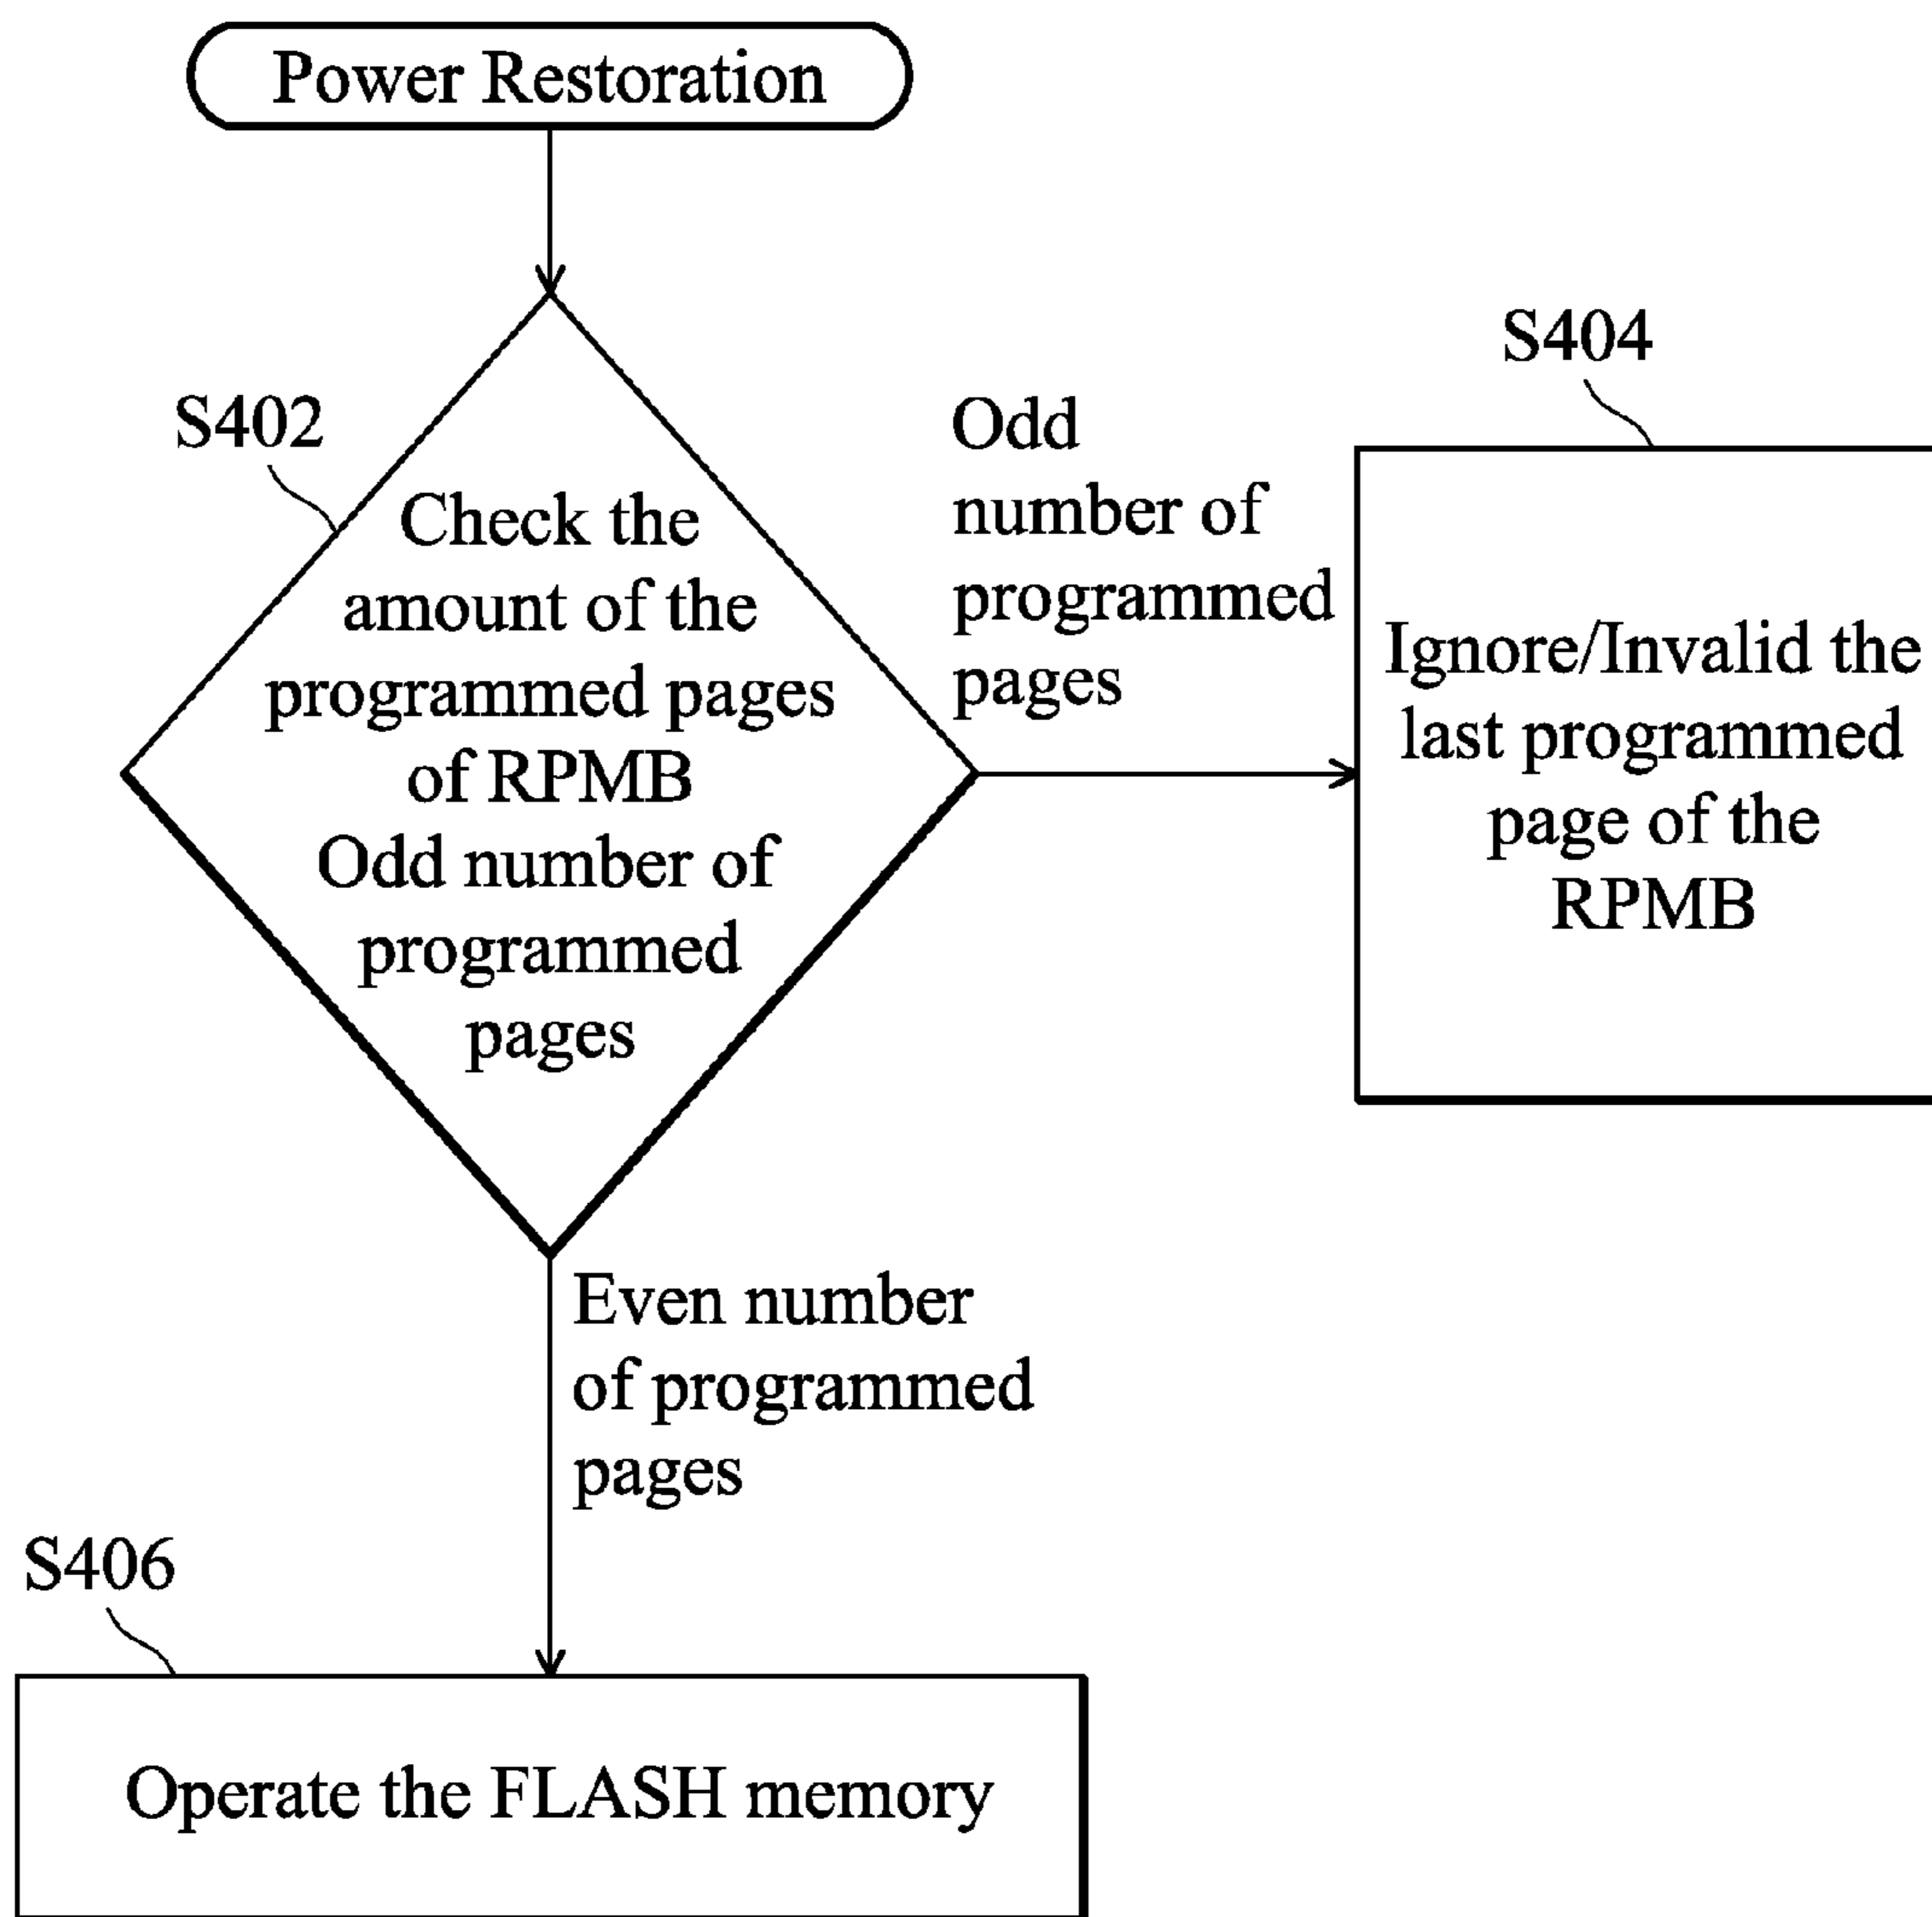 Power Restoration
S402
Check the
amount of the
programmed pages
of RPMB
Odd number of
programmed
pages
Odd
number of
programmed
pages
S404
Ignore/Invalid the
last programmed
page of the
RPMB
Even number
of programmed
pages
S406
Operate the FLASH memory